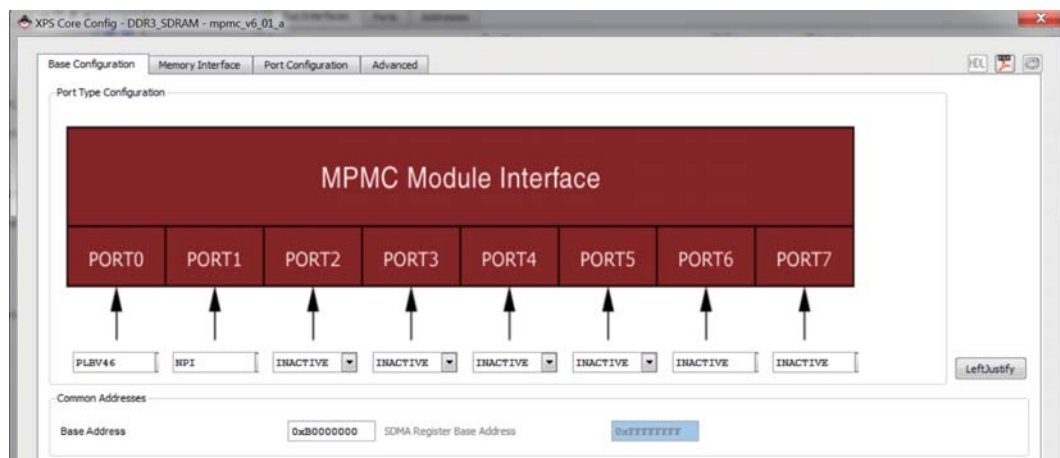 XPS Core Config - DDR3_SDRAM - mpmc_v6_01_a
Base Configuration Memory Interface Port Configuration Advanced HDL
Port Type Configuration
MPMC Module Interface
PORT0 PORT1 PORT2 PORT3 PORT4 PORT5 PORT6 PORT7
PLBV46 NPI INACTIVE INACTIVE INACTIVE INACTIVE INACTIVE INACTIVE
LeftJustify
Common Addresses
Base Address 0xB0000000 SDMA Register Base Address 0xFFFFFFFF